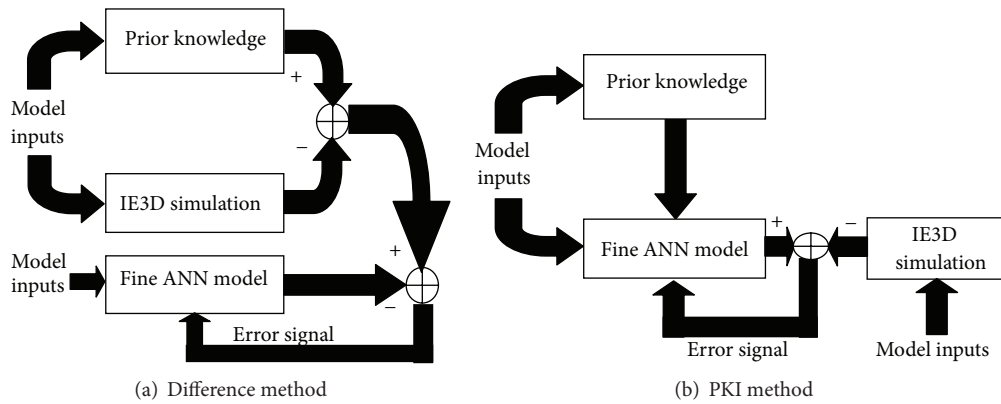 Prior knowledge
+
Model
inputs
−
IE3D simulation
+
Model
inputs
Fine ANN model
−
Error signal
(a) Difference method
Prior knowledge
Model
inputs
Fine ANN model
+
−
IE3D
simulation
Error signal
Model inputs
(b) PKI method